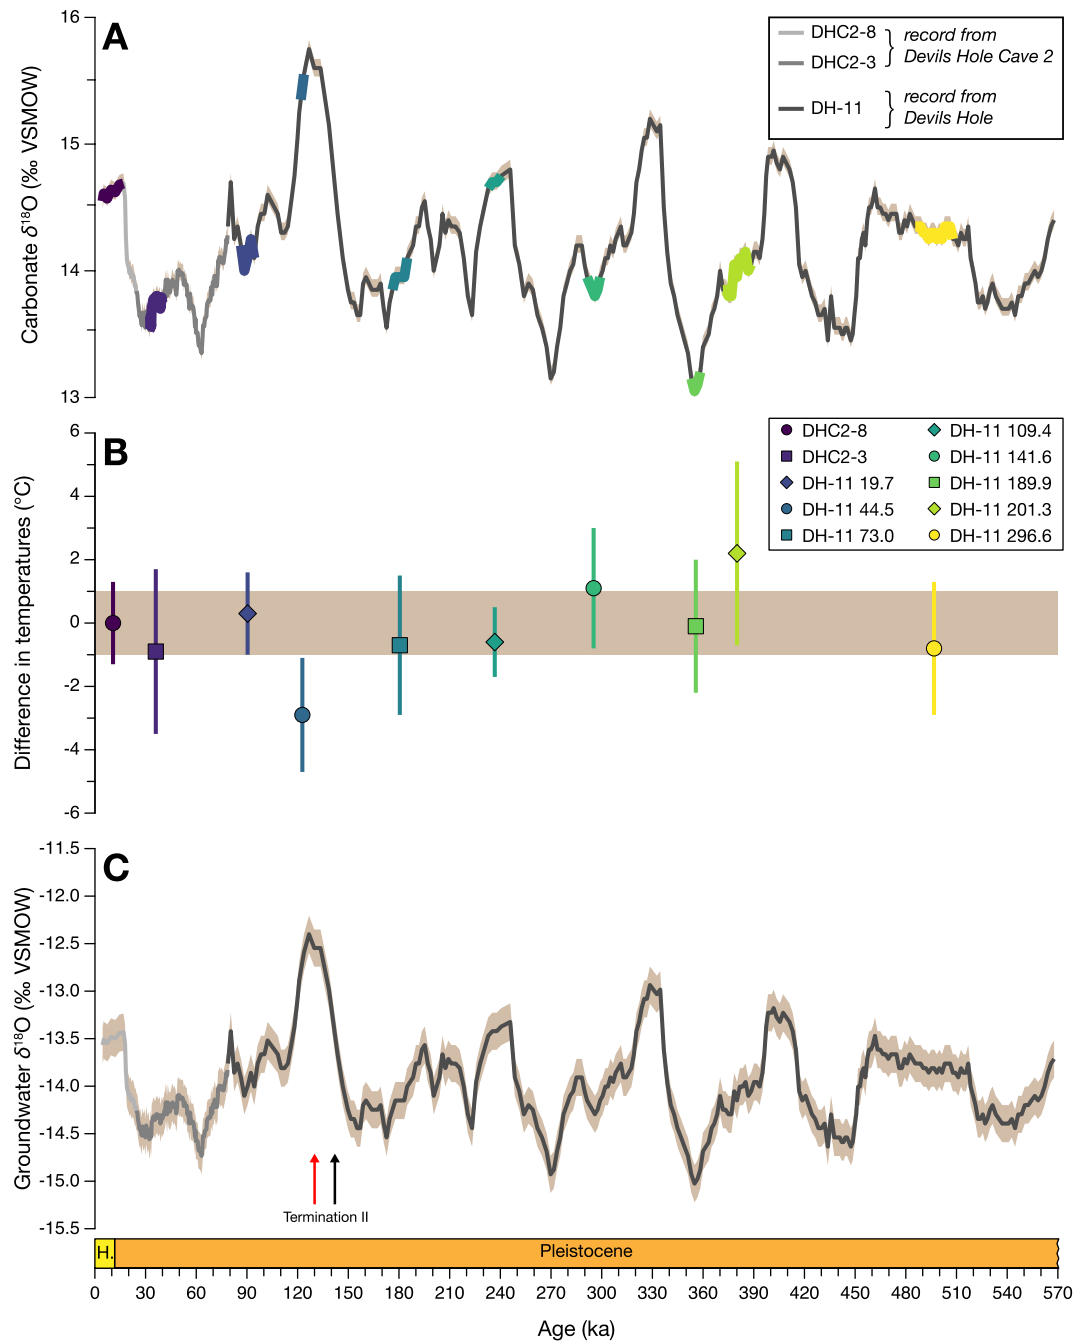 A
16
15
14
13
Carbonate δ¹⁸O (‰ VSMOW)
DHC2-8
DHC2-3
record from
Devils Hole Cave 2
DH-11
record from
Devils Hole
B
6
4
2
0
-2
-4
-6
Difference in temperatures (°C)
DHC2-8
DHC2-3
DH-11 19.7
DH-11 44.5
DH-11 73.0
DH-11 109.4
DH-11 141.6
DH-11 189.9
DH-11 201.3
DH-11 296.6
C
-11.5
-12.0
-12.5
-13.0
-13.5
-14.0
-14.5
-15.0
-15.5
Groundwater δ¹⁸O (‰ VSMOW)
Termination II
H.
Pleistocene
0 30 60 90 120 150 180 210 240 270 300 330 360 390 420 450 480 510 540 570
Age (ka)